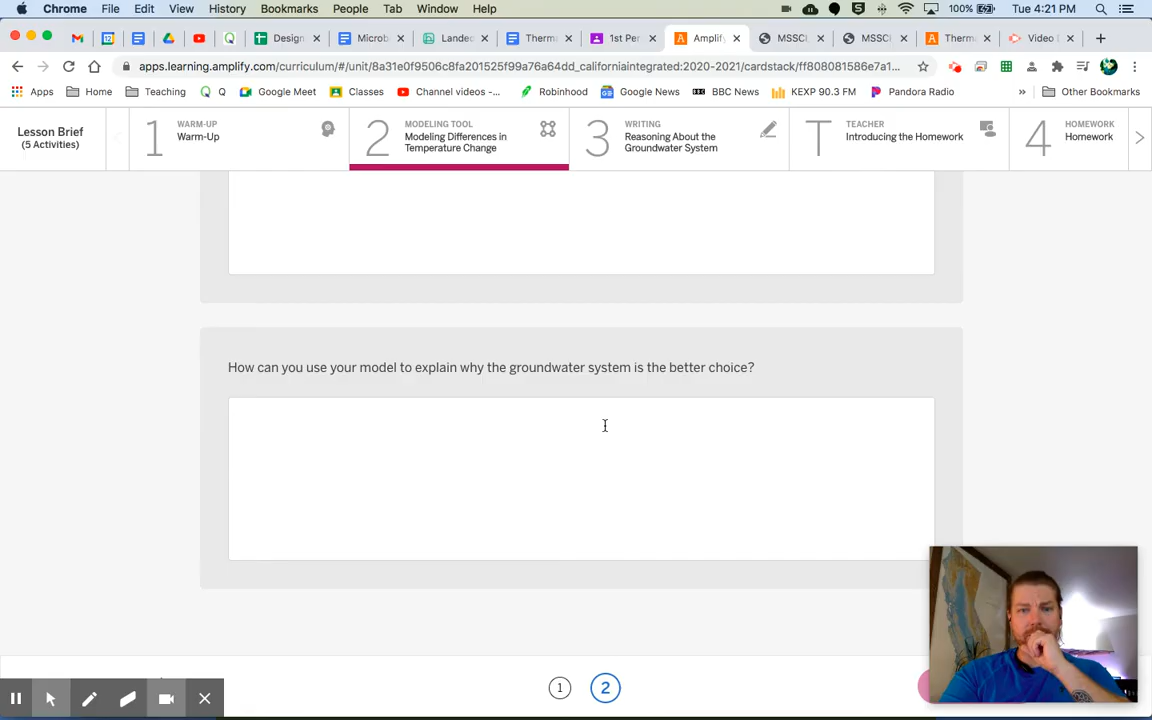 Chrome File Edit View History Bookmarks People Tab Window Help
100% Tue 4:21 PM
Design Microb Landed Therma 1st Per Amplify MSSCI MSSCI Therm Video
apps.learning.amplify.com/curriculum/#/unit/8a31e0f9506c8fa201525f99a76a64dd_californiaintegrated:2020-2021/cardstack/ff808081586e7a1...
Apps Home Teaching Q Google Meet Classes Channel videos -... Robinhood Google News BBC News KEXP 90.3 FM Pandora Radio » Other Bookmarks
Lesson Brief
(5 Activities)
1 WARM-UP
Warm-Up
2 MODELING TOOL
Modeling Differences in
Temperature Change
3 WRITING
Reasoning About the
Groundwater System
T TEACHER
Introducing the Homework
4 HOMEWORK
Homework
How can you use your model to explain why the groundwater system is the better choice?
1 2